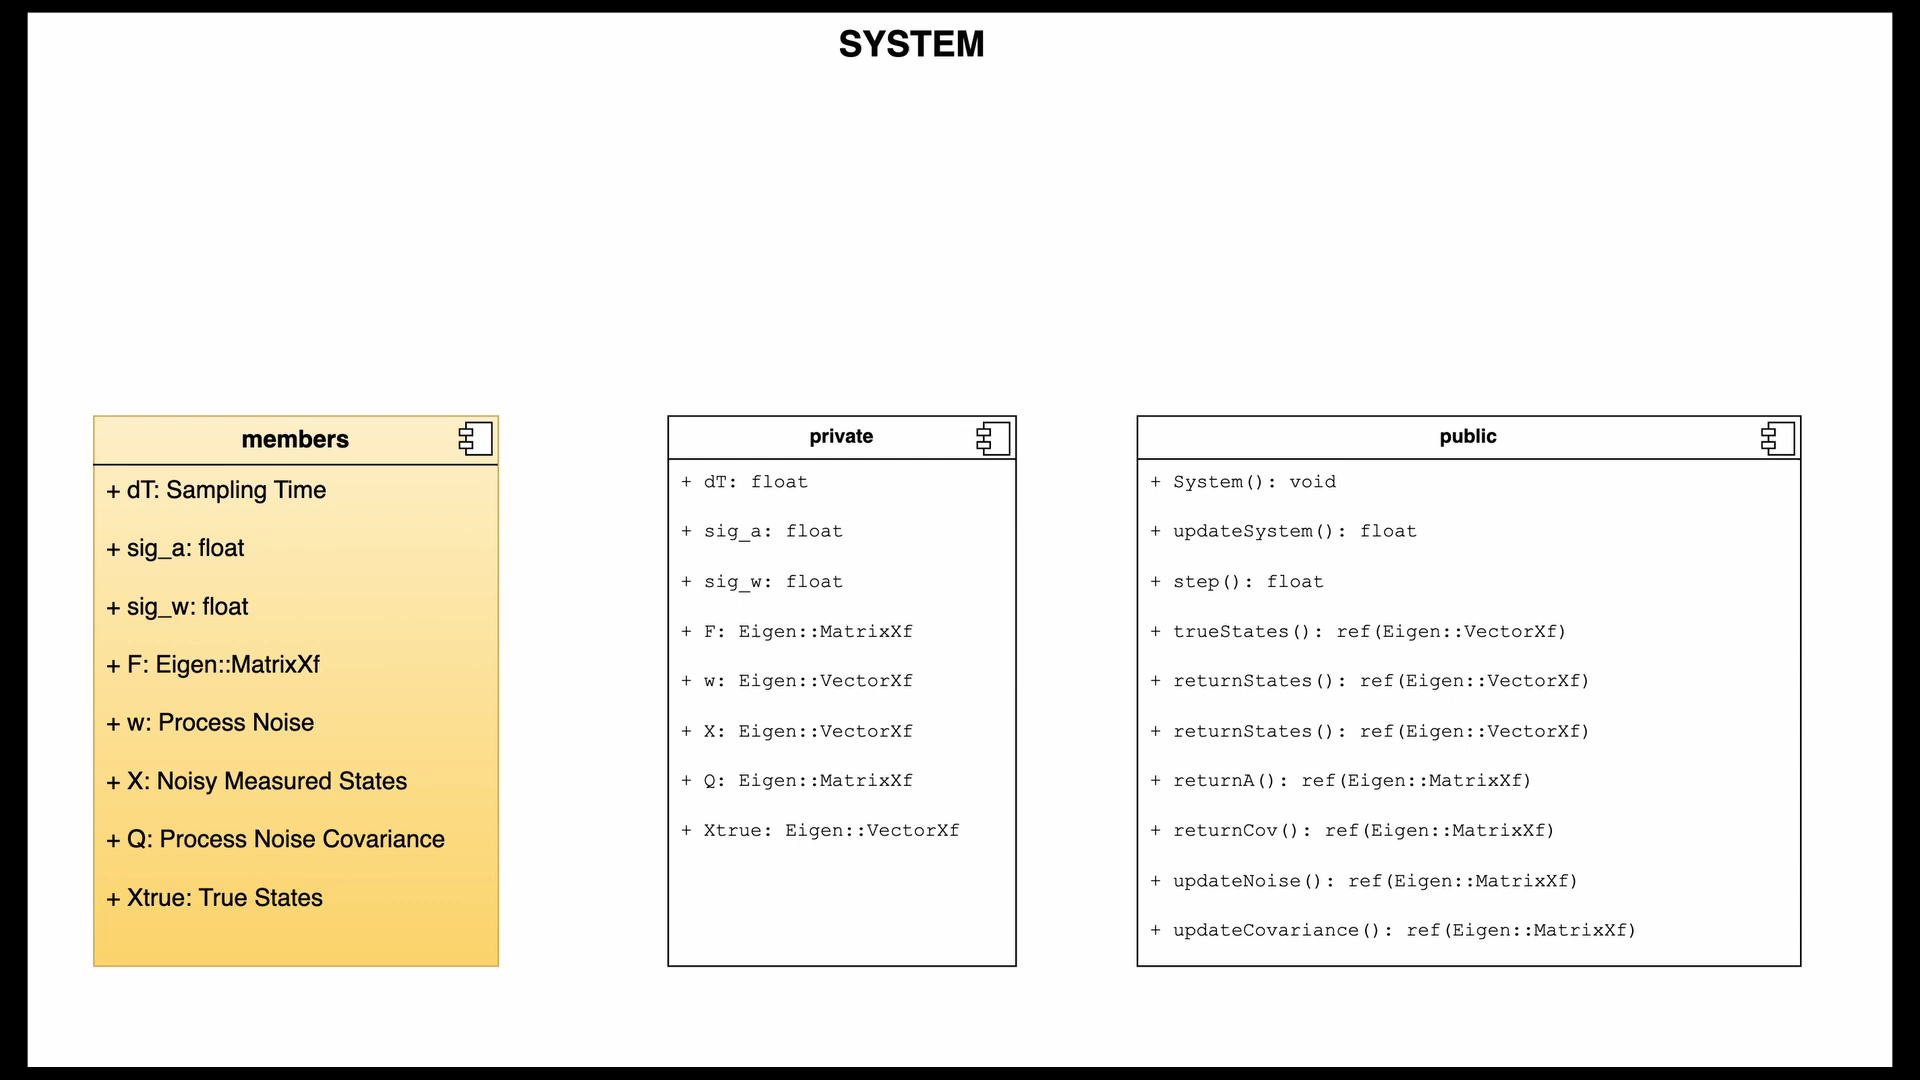 SYSTEM
members
+ dT: Sampling Time
+ sig_a: float
+ sig_w: float
+ F: Eigen::MatrixXf
+ w: Process Noise
+ X: Noisy Measured States
+ Q: Process Noise Covariance
+ Xtrue: True States
private
+ dT: float
+ sig_a: float
+ sig_w: float
+ F: Eigen::MatrixXf
+ w: Eigen::VectorXf
+ X: Eigen::VectorXf
+ Q: Eigen::MatrixXf
+ Xtrue: Eigen::VectorXf
public
+ System(): void
+ updateSystem(): float
+ step(): float
+ trueStates(): ref(Eigen::VectorXf)
+ returnStates(): ref(Eigen::VectorXf)
+ returnStates(): ref(Eigen::VectorXf)
+ returnA(): ref(Eigen::MatrixXf)
+ returnCov(): ref(Eigen::MatrixXf)
+ updateNoise(): ref(Eigen::MatrixXf)
+ updateCovariance(): ref(Eigen::MatrixXf)